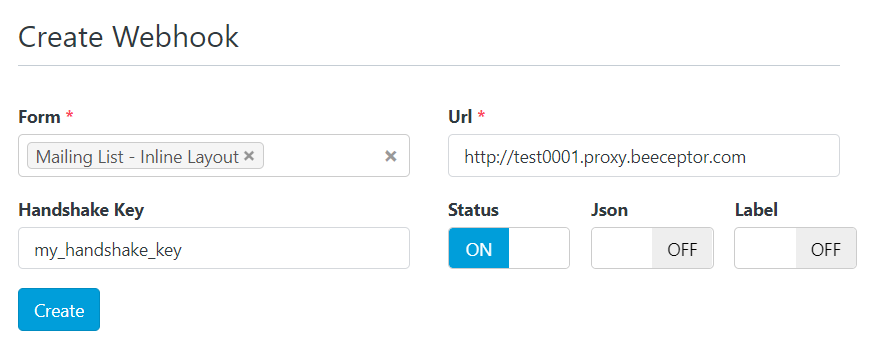 Create Webhook
Form * Url *
Mailing List - Inline Layout × × http://test0001.proxy.beeceptor.com
Handshake Key Status Json Label
my_handshake_key ON OFF OFF
Create